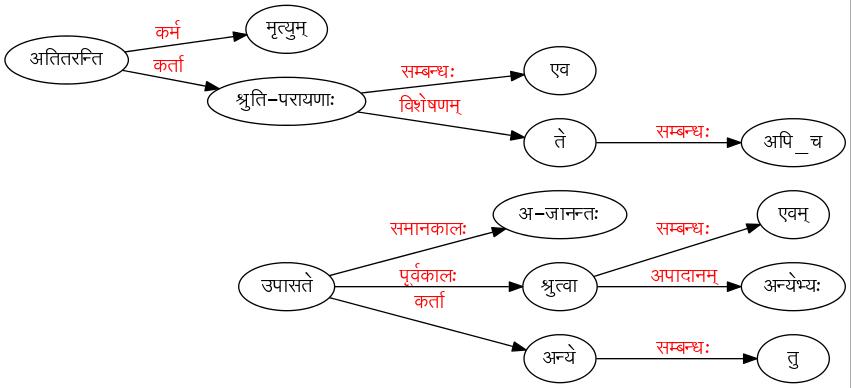 कर्म
मृत्युम्
अतितरन्ति
कर्ता
सम्बन्धः
एव
श्रुति-परायणाः
विशेषणम्
ते
सम्बन्धः
अपि_च
समानकालः
अ-जानन्तः
सम्बन्धः
एवम्
उपासते
पूर्वकालः
श्रुत्वा
अपादानम्
अन्येभ्यः
कर्ता
अन्ये
सम्बन्धः
तु